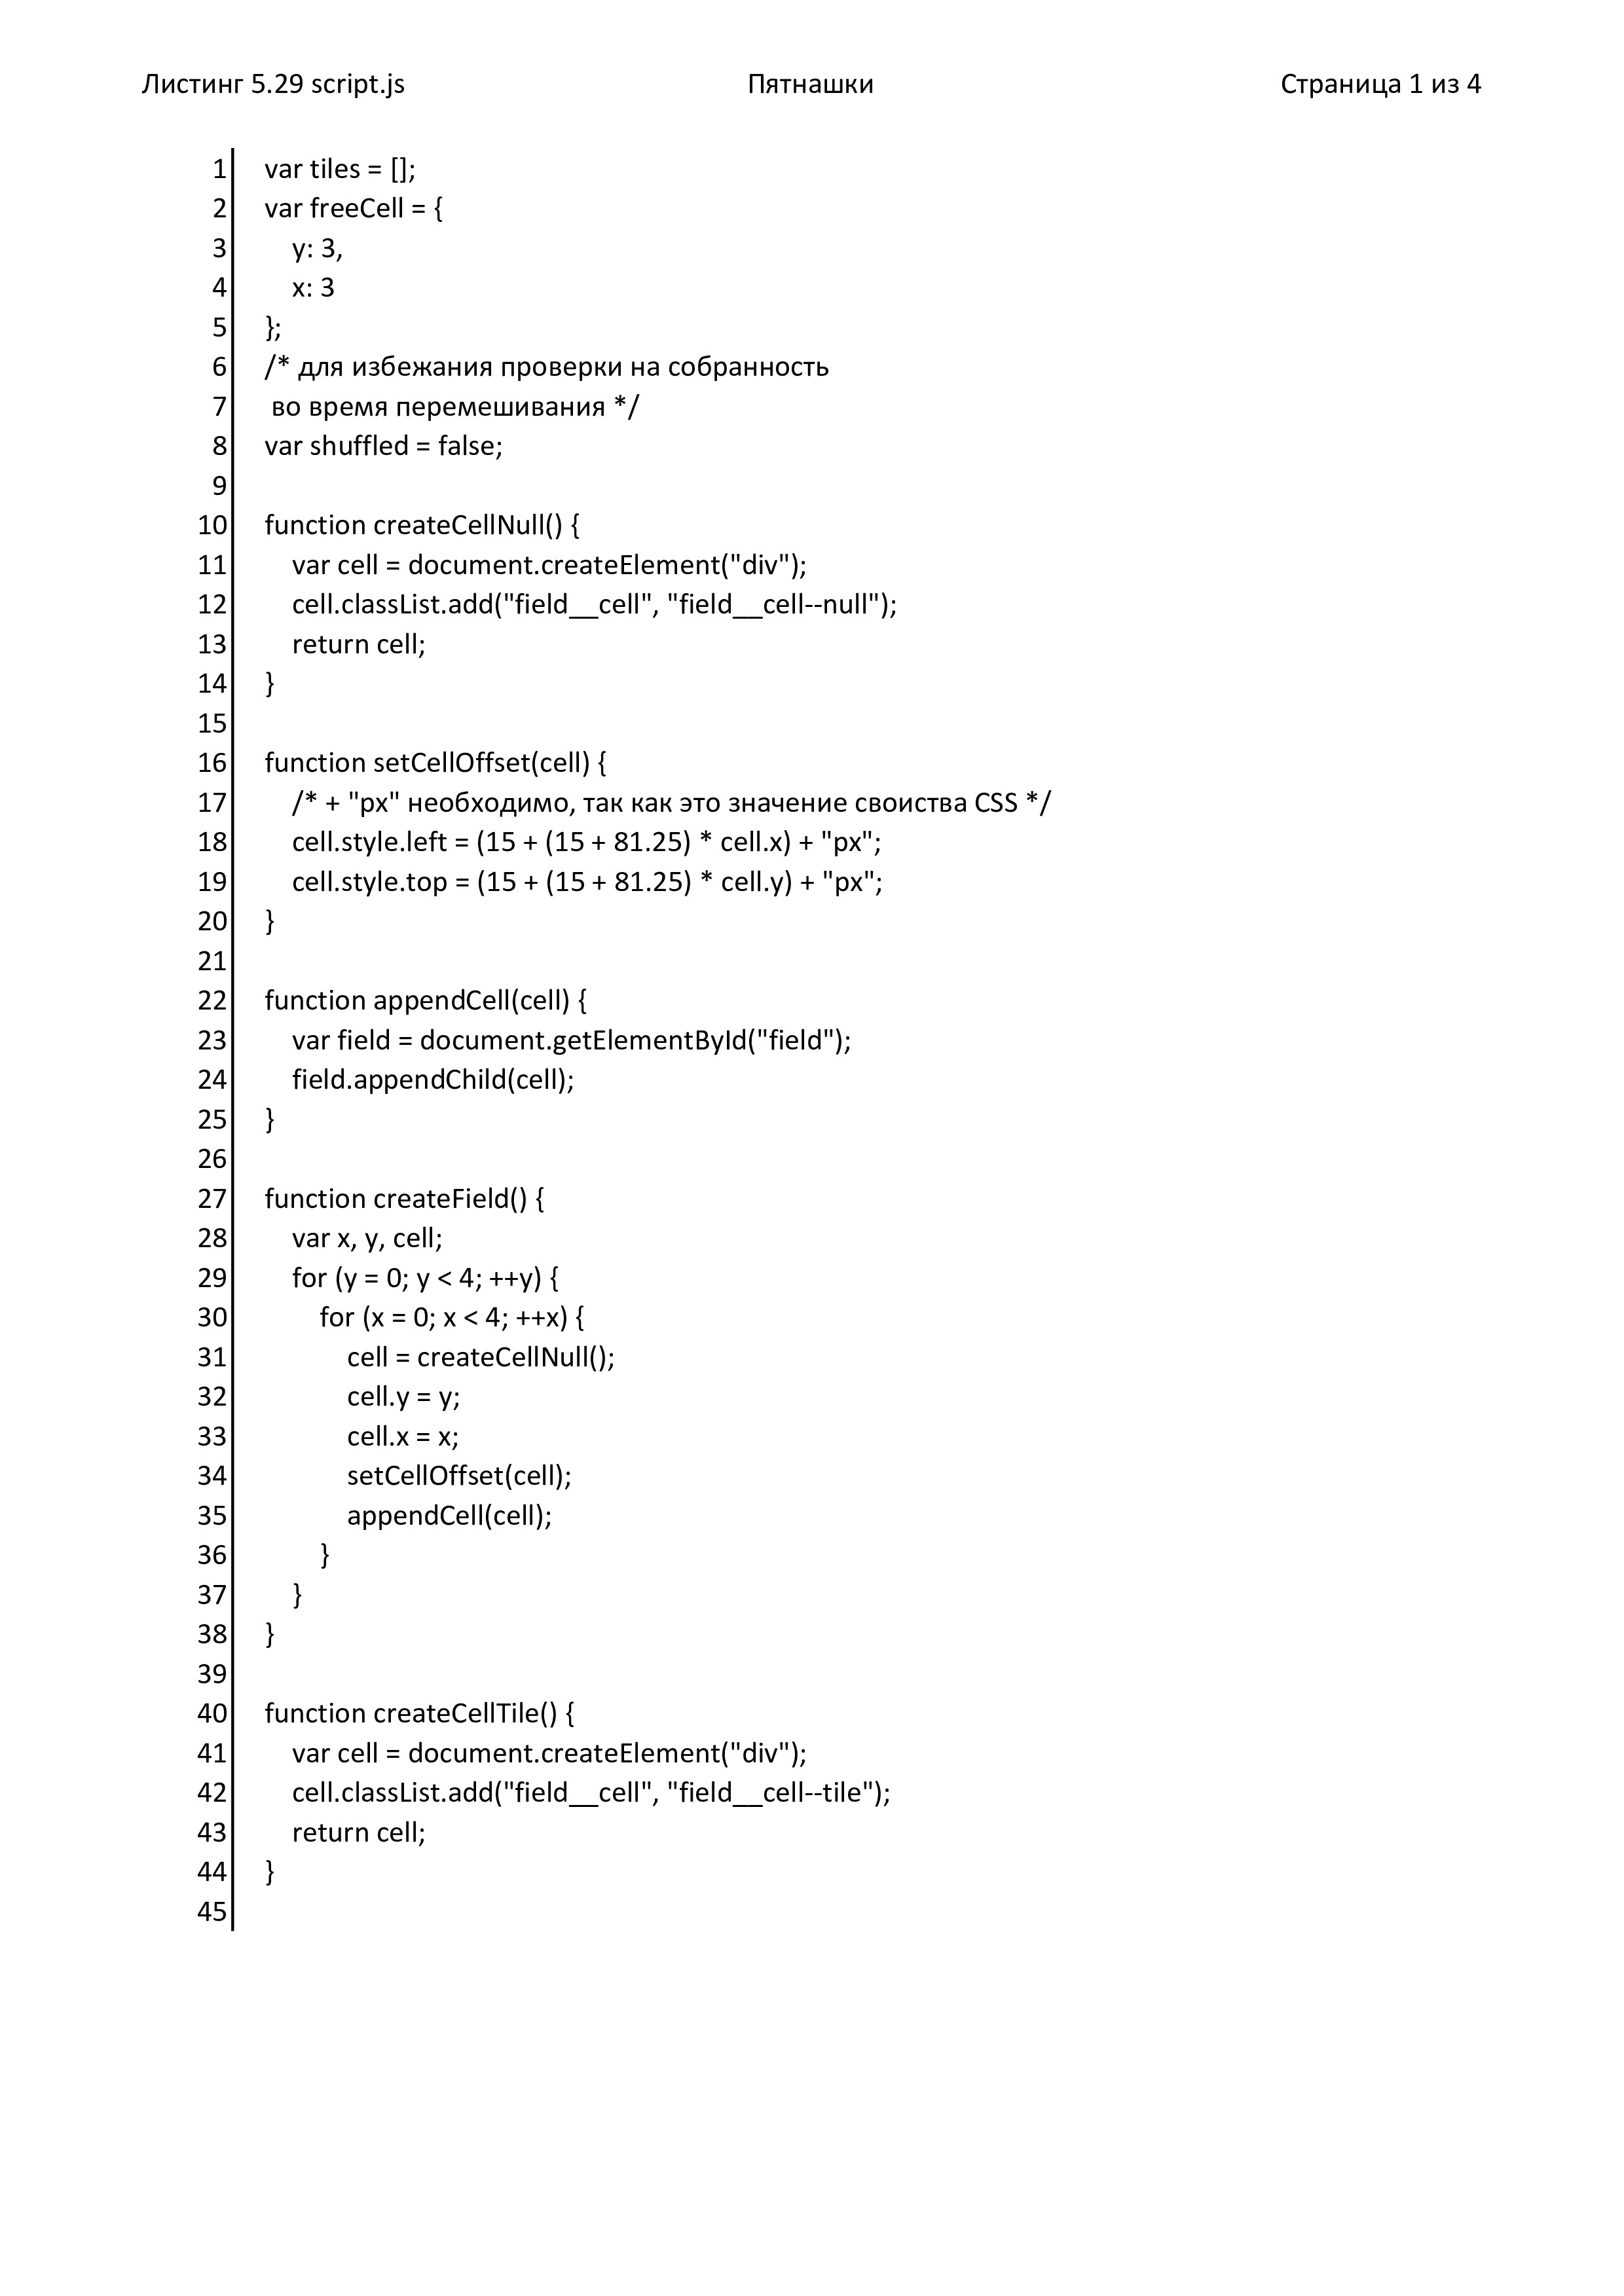 Листинг 5.29 script.js Пятнашки Страница 1 из 4
1 var tiles = [];
2 var freeCell = {
3 y: 3,
4 x: 3
5 };
6 /* для избежания проверки на собранность
7 во время перемешивания */
8 var shuffled = false;
9
10 function createCellNull() {
11 var cell = document.createElement("div");
12 cell.classList.add("field__cell", "field__cell--null");
13 return cell;
14 }
15
16 function setCellOffset(cell) {
17 /* + "px" необходимо, так как это значение своиства CSS */
18 cell.style.left = (15 + (15 + 81.25) * cell.x) + "px";
19 cell.style.top = (15 + (15 + 81.25) * cell.y) + "px";
20 }
21
22 function appendCell(cell) {
23 var field = document.getElementById("field");
24 field.appendChild(cell);
25 }
26
27 function createField() {
28 var x, y, cell;
29 for (y = 0; y < 4; ++y) {
30 for (x = 0; x < 4; ++x) {
31 cell = createCellNull();
32 cell.y = y;
33 cell.x = x;
34 setCellOffset(cell);
35 appendCell(cell);
36 }
37 }
38 }
39
40 function createCellTile() {
41 var cell = document.createElement("div");
42 cell.classList.add("field__cell", "field__cell--tile");
43 return cell;
44 }
45